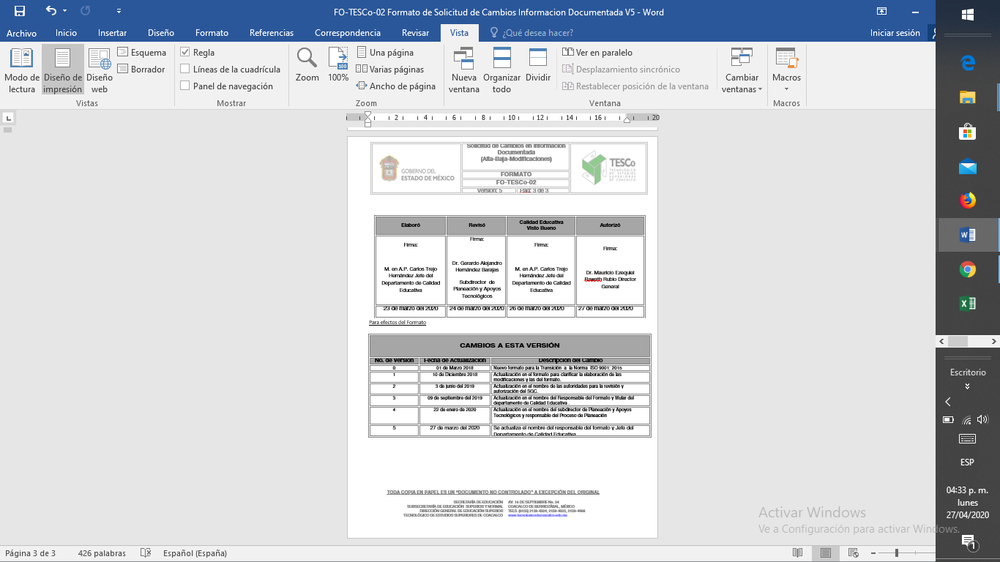 FO-TESCo-02 Formato de Solicitud de Cambios Informacion Documentada V5 - Word
Archivo Inicio Insertar Diseño Formato Referencias Correspondencia Revisar Vista ¿Qué desea hacer? Iniciar sesión
Modo de lectura
Diseño de impresión
Diseño web
Esquema
Borrador
Vistas
Regla
Líneas de la cuadrícula
Panel de navegación
Mostrar
Zoom
100%
Una página
Varias páginas
Ancho de página
Zoom
Nueva ventana
Organizar todo
Dividir
Ver en paralelo
Desplazamiento sincrónico
Restablecer posición de la ventana
Ventana
Cambiar ventanas
Macros
Macros
2 4 6 8 10 12 14 16 20
GOBIERNO DEL
ESTADO DE MÉXICO
Solicitud de Cambios en Información
Documentada
(Alta-Baja-Modificaciones)
FORMATO
FO-TESCo-02
Versión: 5 Pág: 3 de 3
TESCo
TECNOLÓGICO DE ESTUDIOS SUPERIORES DE COACALCO
Elaboró Revisó Calidad Educativa Visto Bueno Autorizó
Firma: Firma: Firma: Firma:
M. en A.P. Carlos Trejo
Hernández Jefe del
Departamento de Calidad
Educativa
Dr. Gerardo Alejandro
Hernández Barajas
Subdirector de
Planeación y Apoyos
Tecnológicos
M. en A.P. Carlos Trejo
Hernández Jefe del
Departamento de Calidad
Educativa
Dr. Mauricio Ezequiel
Rubio Director
General
23 de marzo del 2020 24 de marzo del 2020 26 de marzo del 2020 27 de marzo del 2020
Para efectos del Formato
CAMBIOS A ESTA VERSIÓN
No. de Versión Fecha de Actualización Descripción del Cambio
0 01 de Marzo 2018 Nuevo formato para la Transición a la Norma ISO 9001: 2015
1 10 de Diciembre 2018 Actualización en el formato para clarificar la elaboración de las
modificaciones y las del formato.
2 3 de junio del 2019 Actualización en el nombre de las autoridades para la revisión y
autorización del SGC.
3 09 de septiembre del 2019 Actualización en el nombre del Responsable del Formato y titular del
departamento de Calidad Educativa .
4 22 de enero de 2020 Actualización en el nombre del subdirector de Planeación y Apoyos
Tecnológicos y responsable del Proceso de Planeación
5 27 de marzo del 2020 Se actualiza el nombre del responsable del formato y Jefe del
Departamento de Calidad Educativa
TODA COPIA EN PAPEL ES UN "DOCUMENTO NO CONTROLADO" A EXCEPCIÓN DEL ORIGINAL
SECRETARÍA DE EDUCACIÓN AV. 16 DE SEPTIEMBRE No. 54
SUBSECRETARÍA DE EDUCACIÓN SUPERIOR Y NORMAL COACALCO DE BERRIOZÁBAL, MÉXICO
DIRECCIÓN GENERAL DE EDUCACIÓN SUPERIOR
TECNOLÓGICO DE ESTUDIOS SUPERIORES DE COACALCO
Activar Windows
Ve a Configuración para activar Windows.
Escritorio
ESP
04:33 p. m.
lunes
27/04/2020
1
Página 3 de 3 426 palabras Español (España)